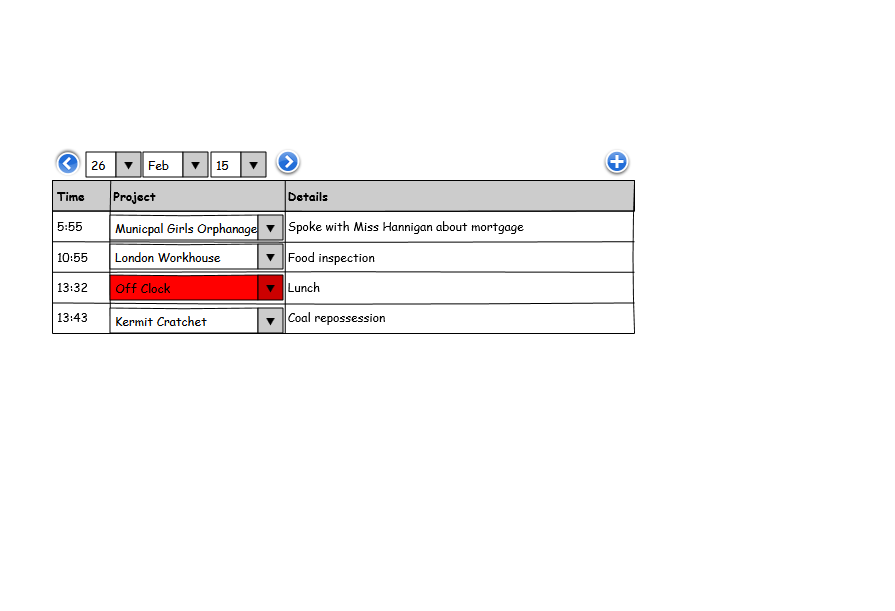 26 Feb 15
Time Project Details
5:55 Municpal Girls Orphanage Spoke with Miss Hannigan about mortgage
10:55 London Workhouse Food inspection
13:32 Off Clock Lunch
13:43 Kermit Cratchet Coal repossession